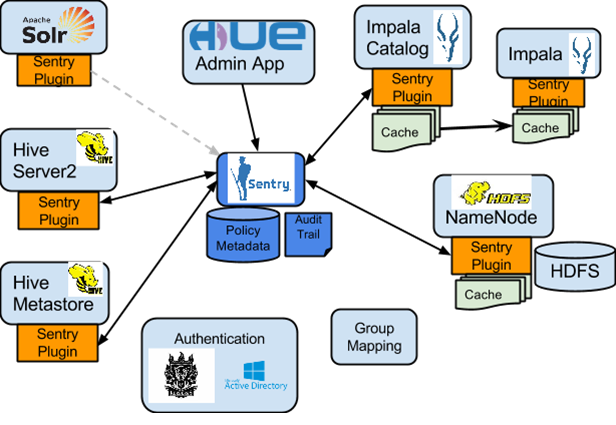 Apache
Solr
Sentry
Plugin
HUE
Admin App
Impala
Catalog
Sentry
Plugin
Cache
Impala
Sentry
Plugin
Cache
Hive
Server2
HIVE
Sentry
Plugin
Sentry
Policy
Metadata
Audit
Trail
HDFS
NameNode
Sentry
Plugin
Cache
HDFS
Hive
Metastore
HIVE
Sentry
Plugin
Authentication
Active Directory
Group
Mapping